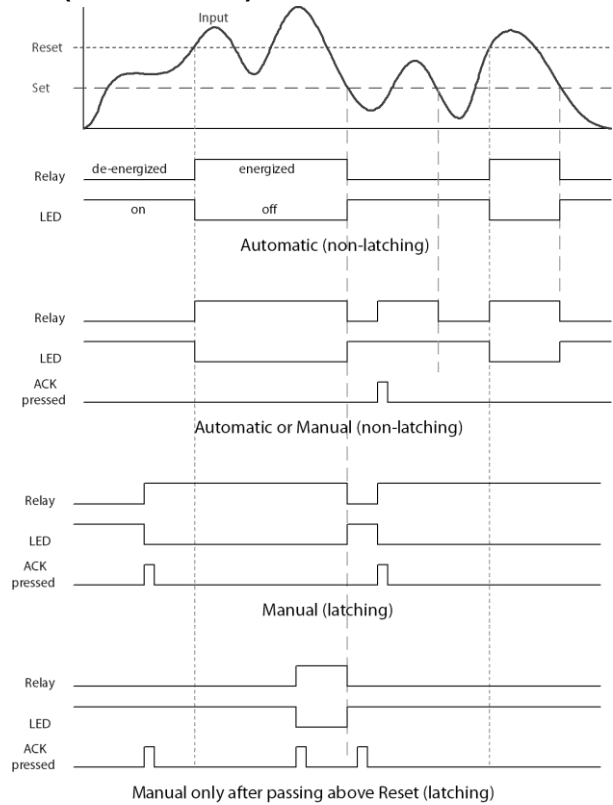 Input
Reset
Set
de-energized energized
Relay
LED
on off
Automatic (non-latching)
Relay
LED
ACK
pressed
Automatic or Manual (non-latching)
Relay
LED
ACK
pressed
Manual (latching)
Relay
LED
ACK
pressed
Manual only after passing above Reset (latching)